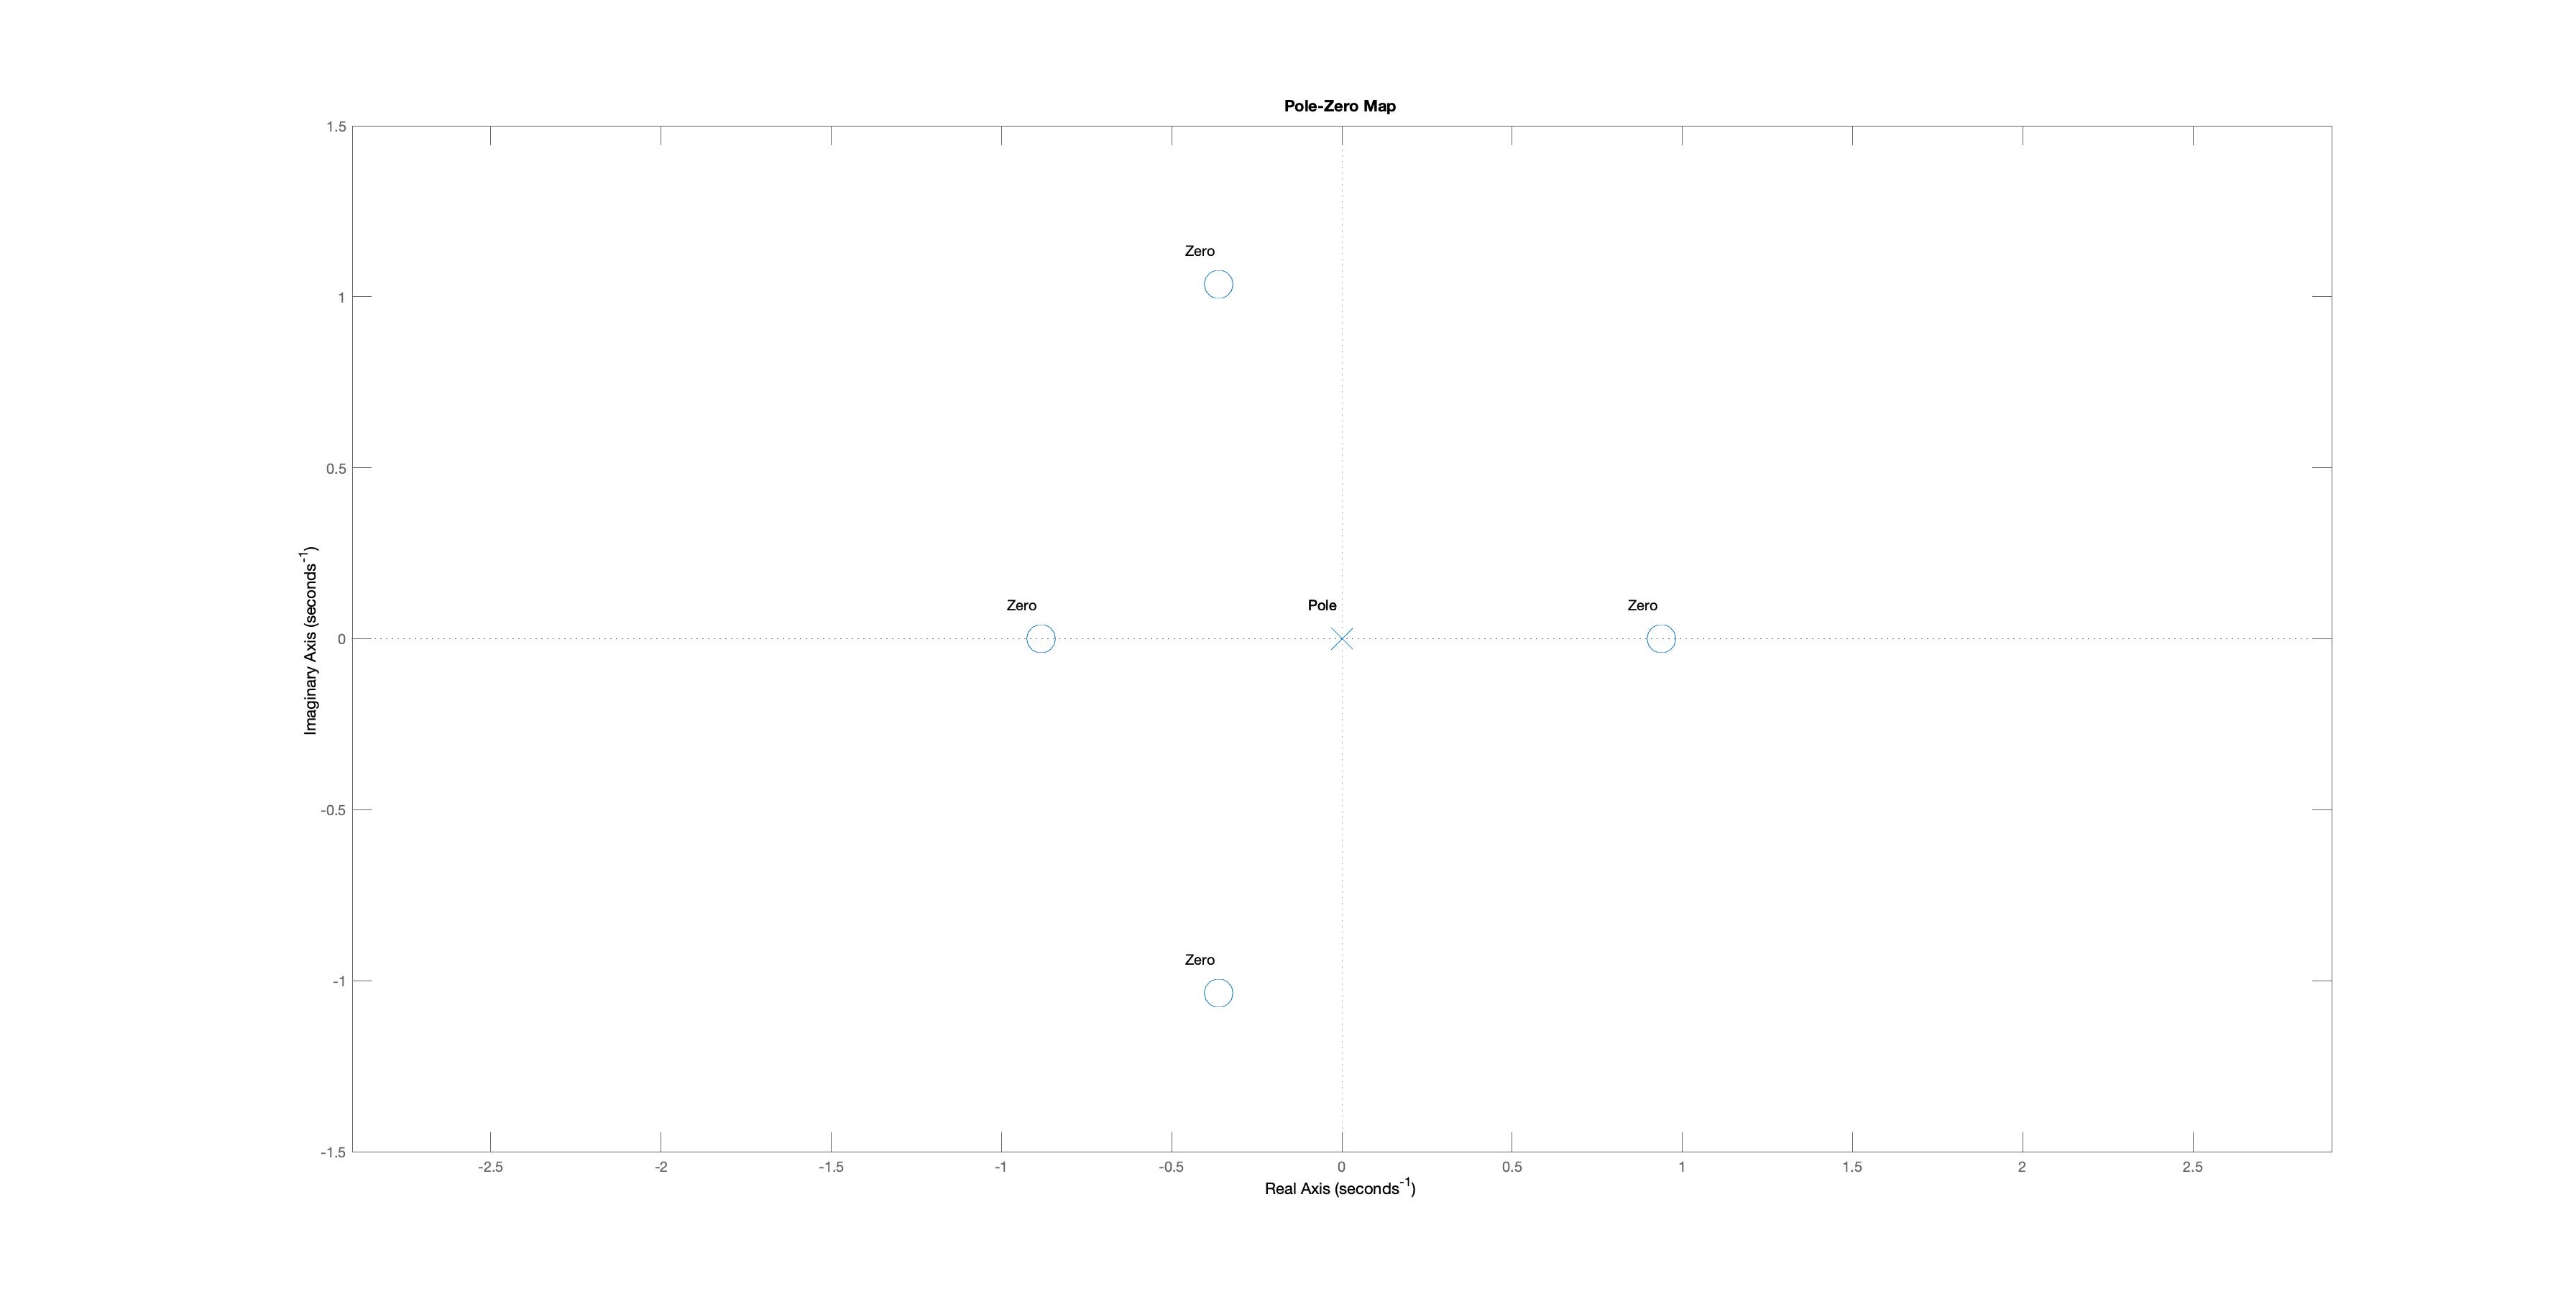 Pole-Zero Map
1.5
Zero
1
0.5
Zero
Pole
Zero
0
Imaginary Axis (seconds⁻¹)
-0.5
Zero
-1
-1.5
-2.5 -2 -1.5 -1 -0.5 0 0.5 1 1.5 2 2.5
Real Axis (seconds⁻¹)